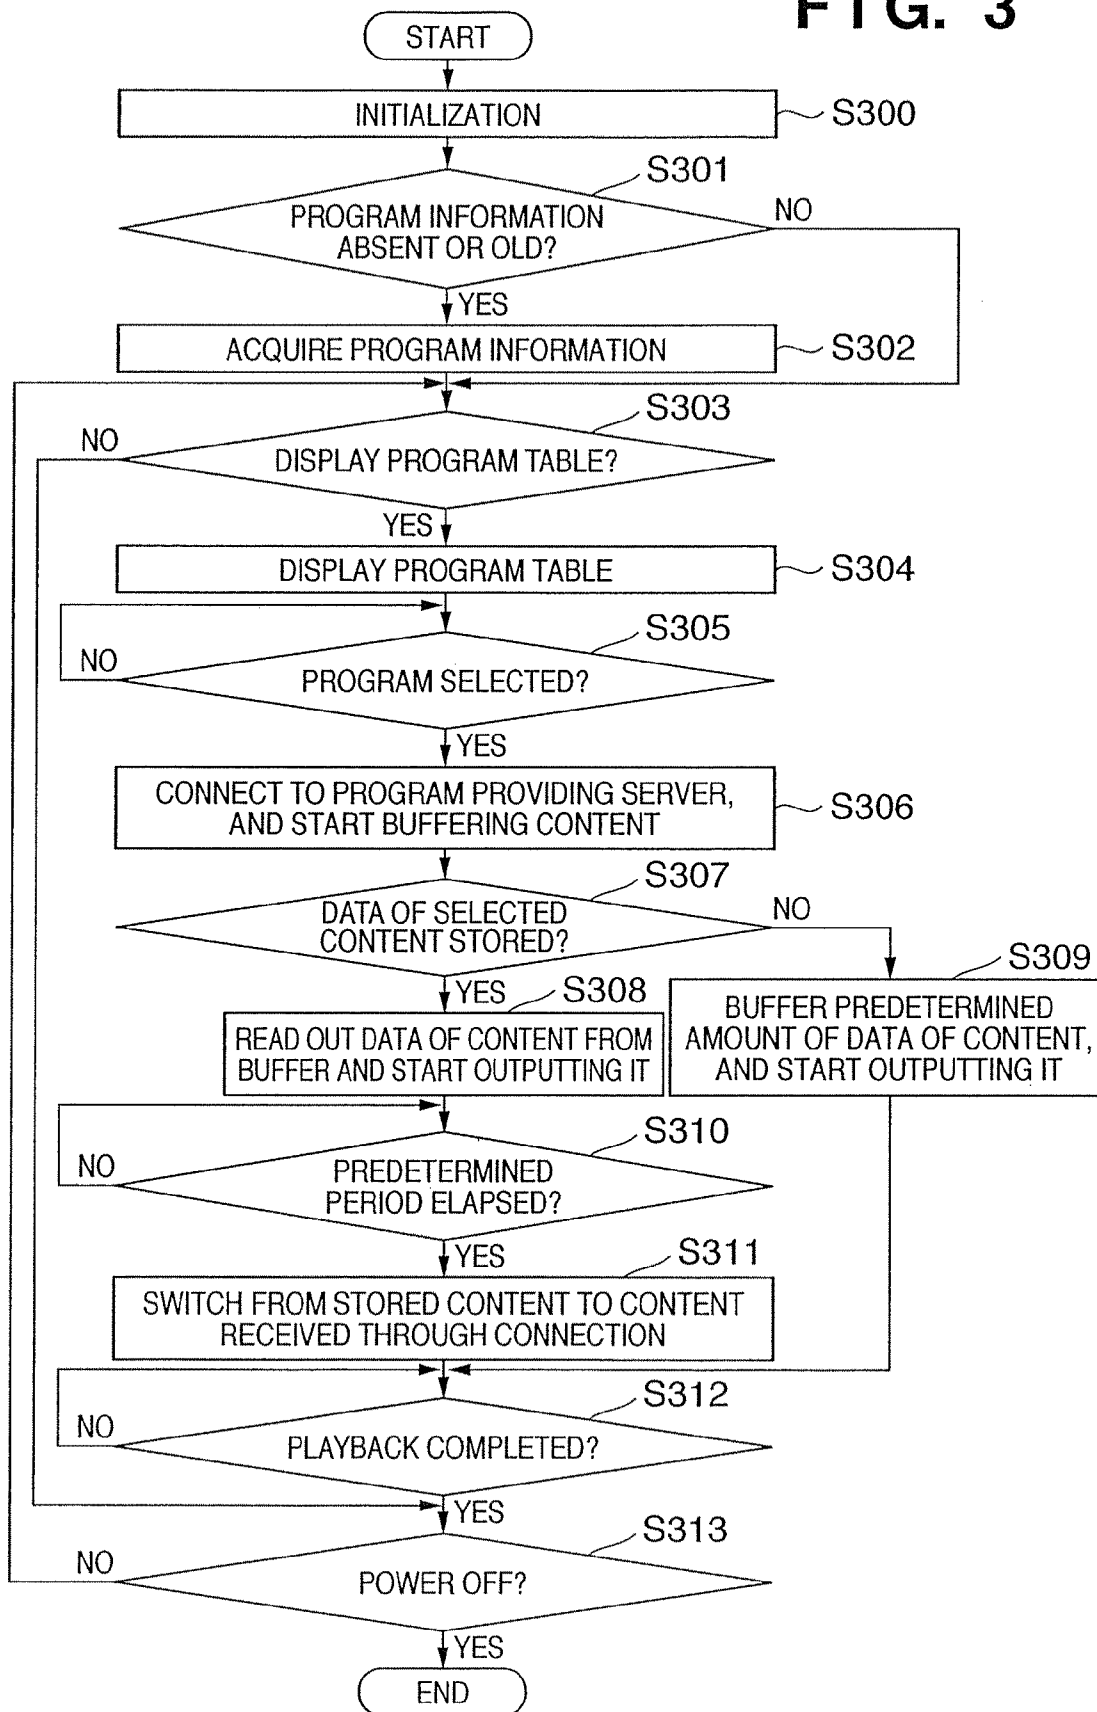 FIG. 3
START
INITIALIZATION
S300
S301
PROGRAM INFORMATION
ABSENT OR OLD?
NO
YES
ACQUIRE PROGRAM INFORMATION
S302
S303
NO
DISPLAY PROGRAM TABLE?
YES
DISPLAY PROGRAM TABLE
S304
S305
NO
PROGRAM SELECTED?
YES
CONNECT TO PROGRAM PROVIDING SERVER,
AND START BUFFERING CONTENT
S306
S307
DATA OF SELECTED
CONTENT STORED?
NO
YES
S308
READ OUT DATA OF CONTENT FROM
BUFFER AND START OUTPUTTING IT
S309
BUFFER PREDETERMINED
AMOUNT OF DATA OF CONTENT,
AND START OUTPUTTING IT
S310
NO
PREDETERMINED
PERIOD ELAPSED?
YES
S311
SWITCH FROM STORED CONTENT TO CONTENT
RECEIVED THROUGH CONNECTION
S312
NO
PLAYBACK COMPLETED?
YES
S313
NO
POWER OFF?
YES
END